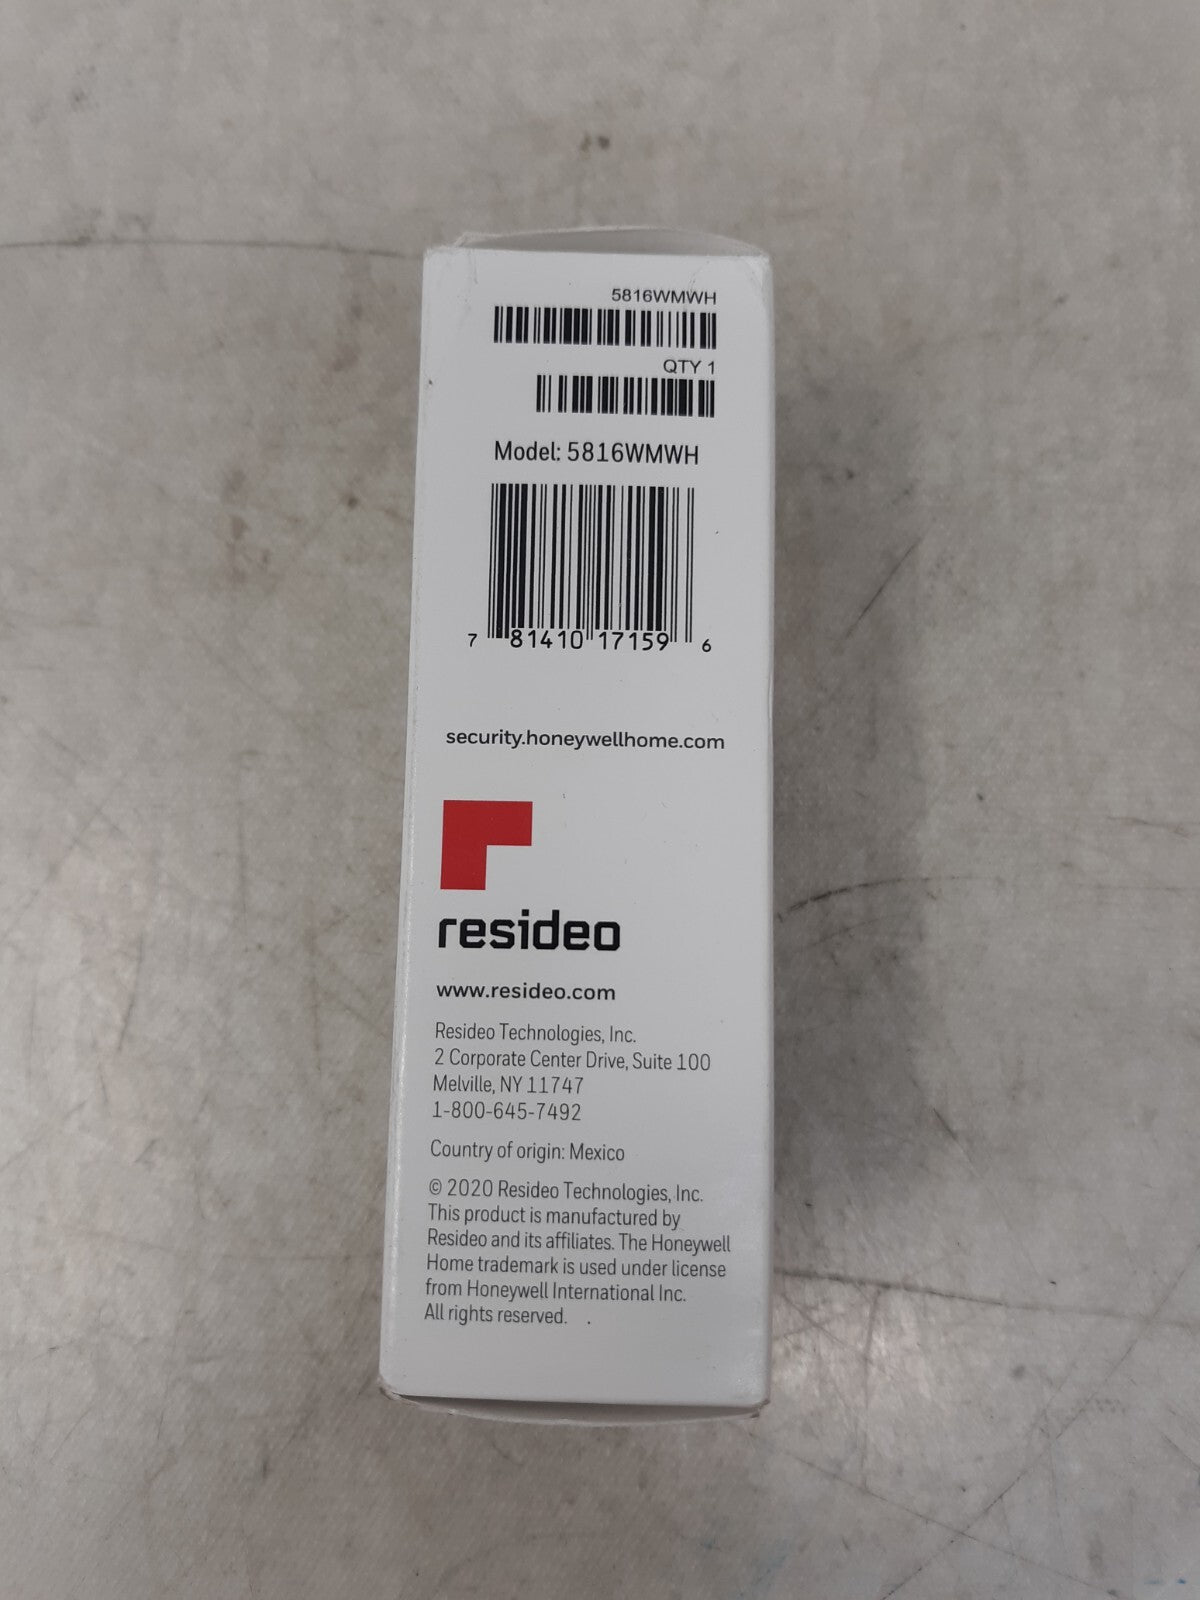 5816WMWH
QTY 1
Model: 5816WMWH
7 81410 17159 6
security.honeywellhome.com
resideo
www.resideo.com
Resideo Technologies, Inc.
2 Corporate Center Drive, Suite 100
Melville, NY 11747
1-800-645-7492
Country of origin: Mexico
© 2020 Resideo Technologies, Inc.
This product is manufactured by
Resideo and its affiliates. The Honeywell
Home trademark is used under license
from Honeywell International Inc.
All rights reserved.